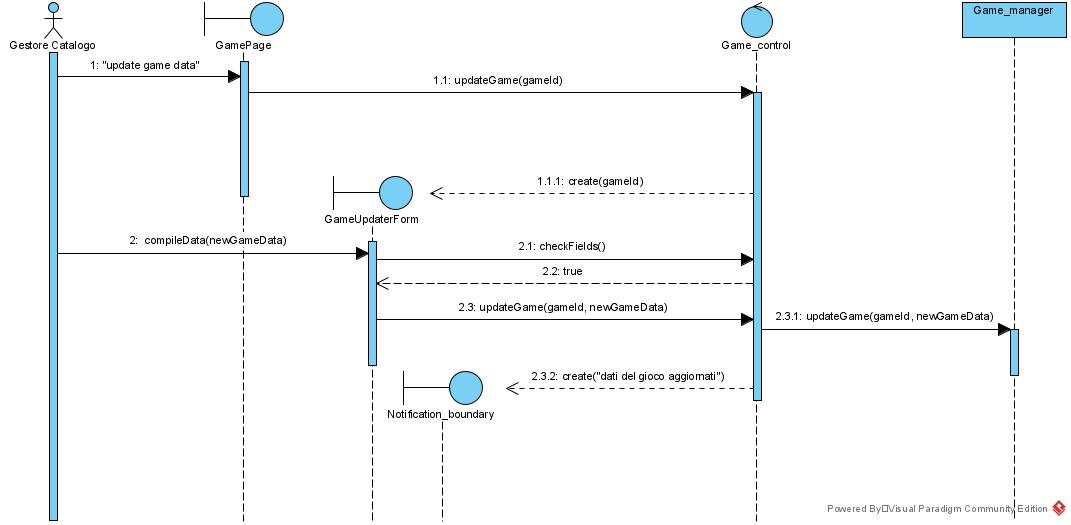 Gestore Catalogo
GamePage
Game_control
Game_manager
1: "update game data"
1.1: updateGame(gameId)
1.1.1: create(gameId)
GameUpdaterForm
2: compileData(newGameData)
2.1: checkFields()
2.2: true
2.3: updateGame(gameId, newGameData)
2.3.1: updateGame(gameId, newGameData)
2.3.2: create("dati del gioco aggiornati")
Notification_boundary
Powered By Visual Paradigm Community Edition